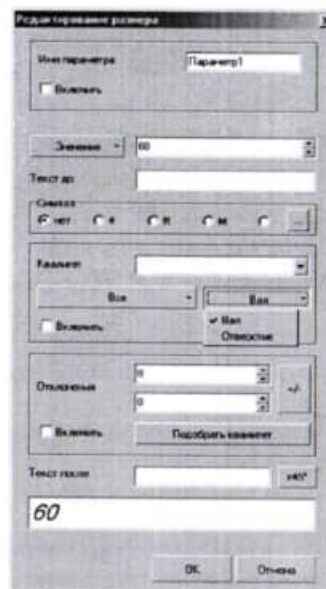 Редактирование размера
Имя параметра Параметр1
Включить
Значение 60
Текст до
Символ
нет R M ...
Квалитет
Все Вал
Включить Вал
Отверстие
0
Отклонения +/-
0
Включить Подобрать квалитет
Текст после x45°
60
OK Отмена